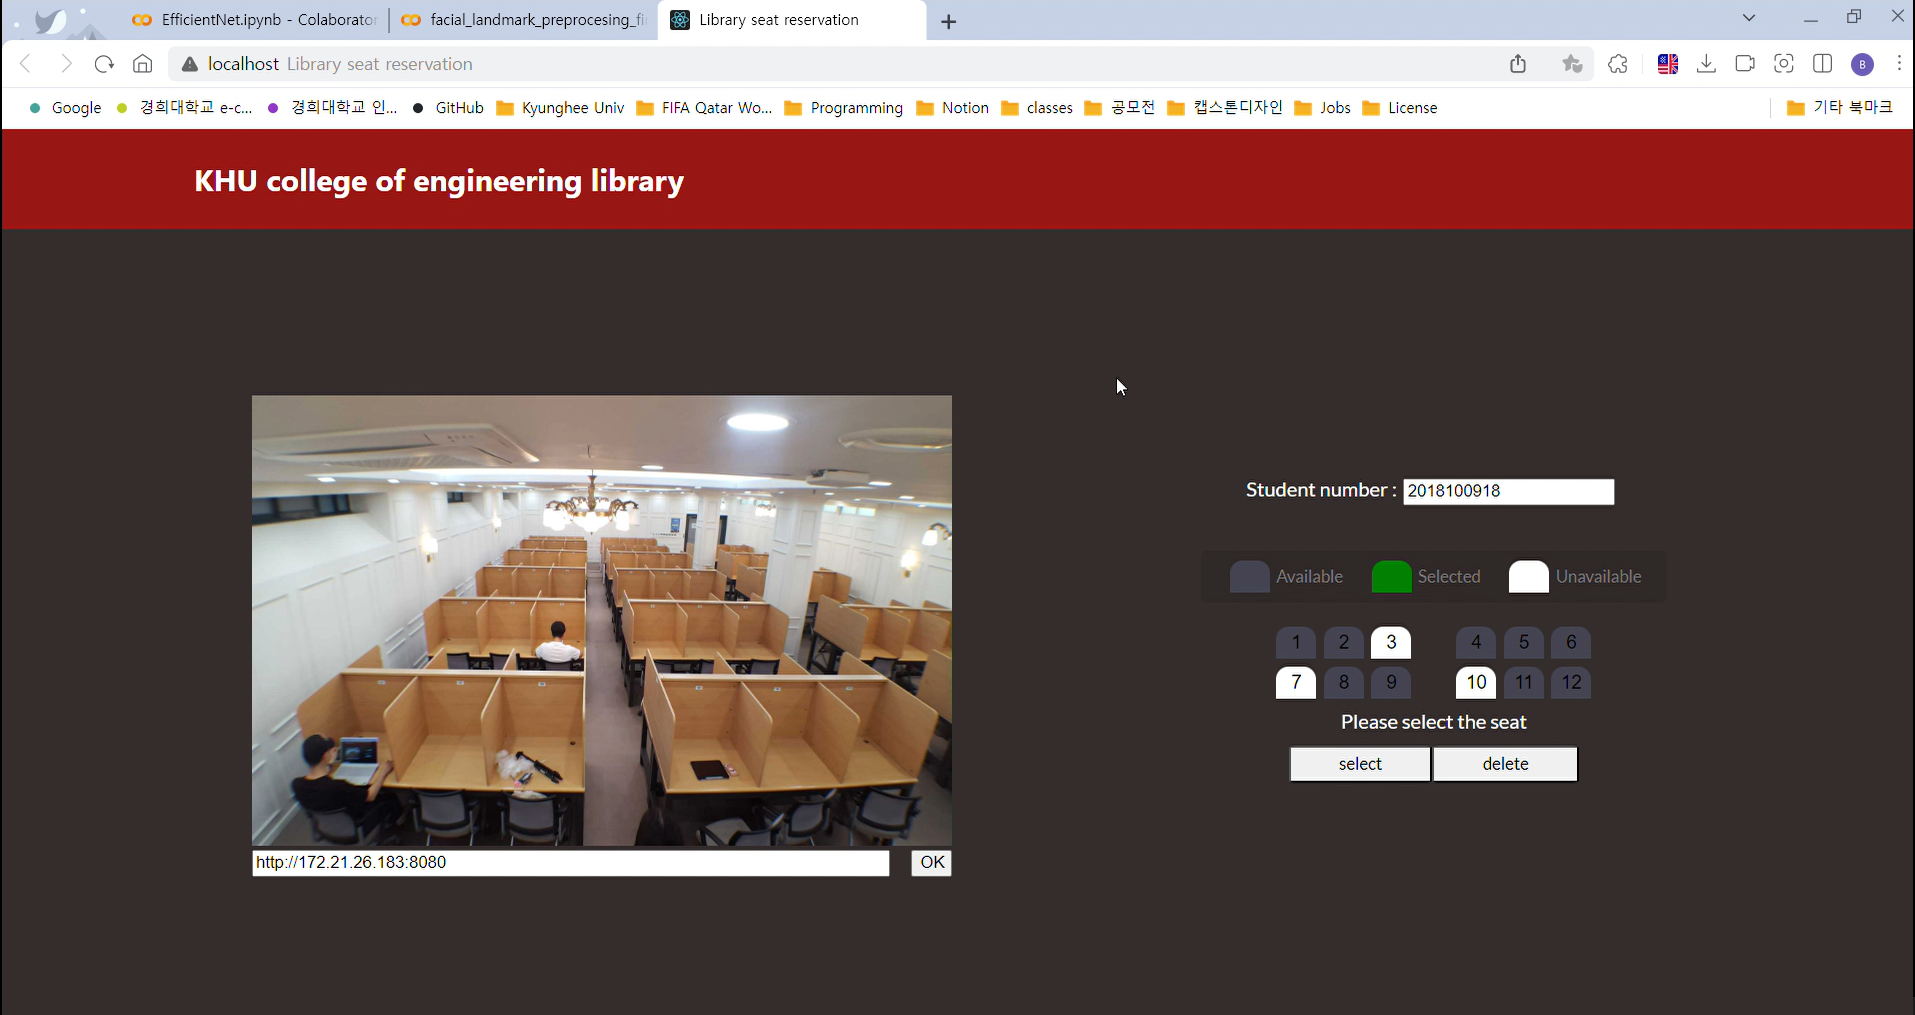 EfficientNet.ipynb - Colaborator
facial_landmark_preprocesing_fi
Library seat reservation
localhost Library seat reservation
B
Google
경희대학교 e-c...
경희대학교 인...
GitHub
Kyunghee Univ
FIFA Qatar Wo...
Programming
Notion
classes
공모전
캡스톤디자인
Jobs
License
기타 북마크
KHU college of engineering library
http://172.21.26.183:8080
OK
Student number : 2018100918
Available Selected Unavailable
1 2 3 4 5 6
7 8 9 10 11 12
Please select the seat
select delete